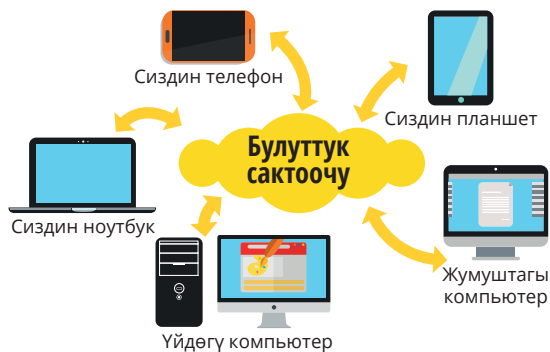 Сиздин телефон
Сиздин планшет
Булуттук
сактоочу
Сиздин ноутбук
Жумуштагы
компьютер
Үйдөгү компьютер